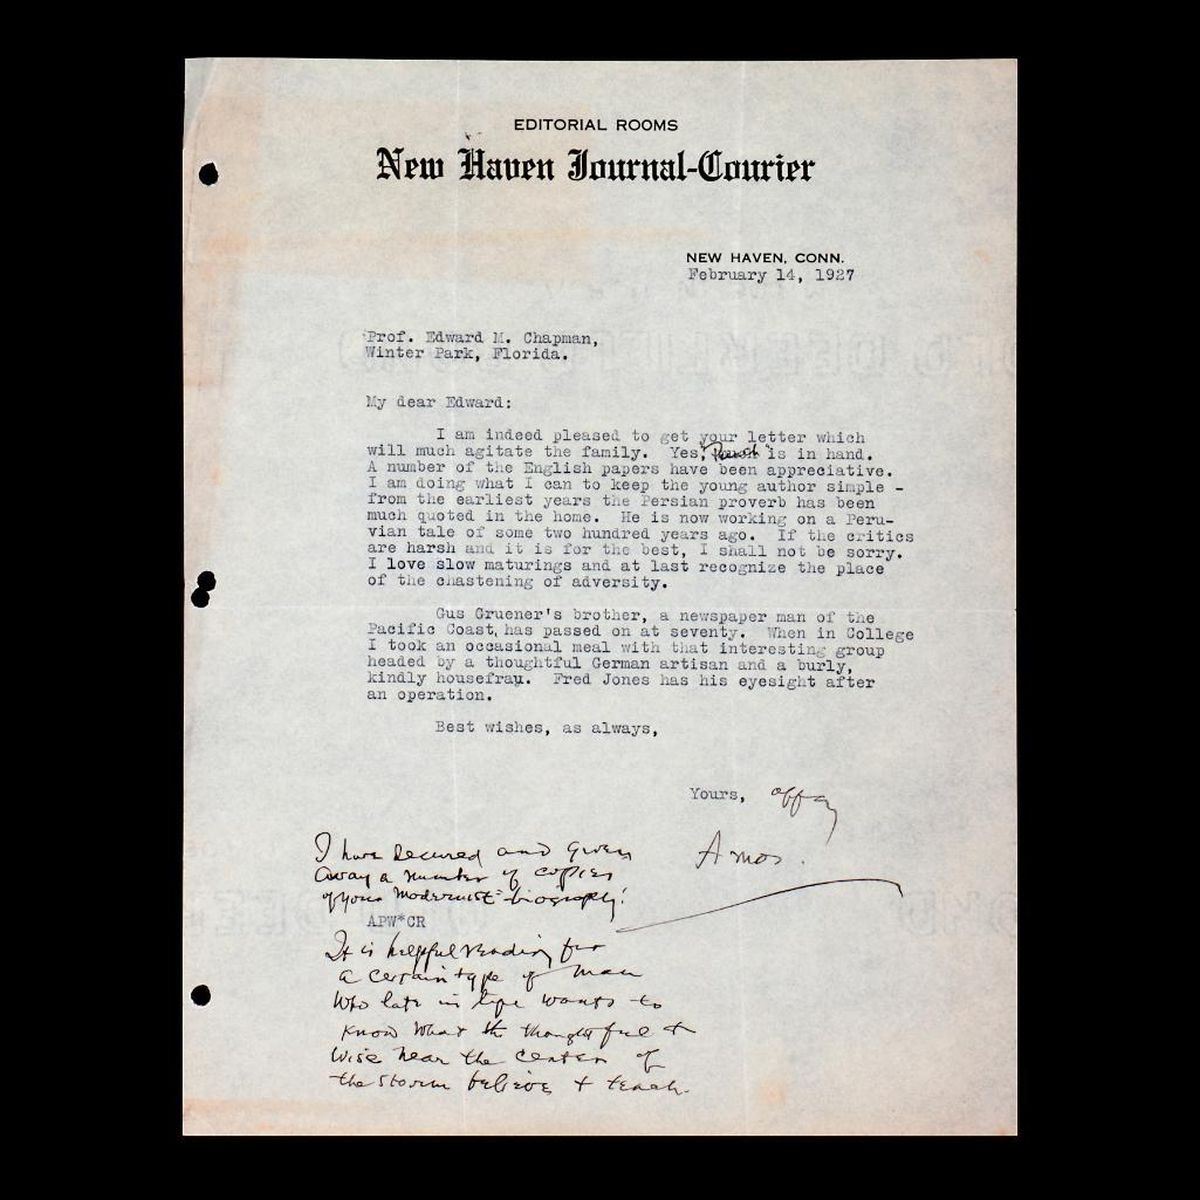 EDITORIAL ROOMS
New Haven Journal-Courier
NEW HAVEN, CONN.
February 14, 1927
Prof. Edward M. Chapman,
Winter Park, Florida.
My dear Edward:
I am indeed pleased to get your letter which
will much agitate the family. Yes, "Punch" is in hand.
A number of the English papers have been appreciative.
I am doing what I can to keep the young author simple -
from the earliest years the Persian proverb has been
much quoted in the home. He is now working on a Peru-
vian tale of some two hundred years ago. If the critics
are harsh and it is for the best, I shall not be sorry.
I love slow maturings and at last recognize the place
of the chastening of adversity.
Gus Gruener's brother, a newspaper man of the
Pacific Coast, has passed on at seventy. When in College
I took an occasional meal with that interesting group
headed by a thoughtful German artisan and a burly,
kindly housefrau. Fred Jones has his eyesight after
an operation.
Best wishes, as always,
Yours, affly
Amos.
I have secured and given
away a number of copies
of your "Modernist" biography!
APW*CR
It is helpful reading for
a certain type of man
who late in life wants to
know what the thoughtful &
wise near the center of
the storm believe & teach.